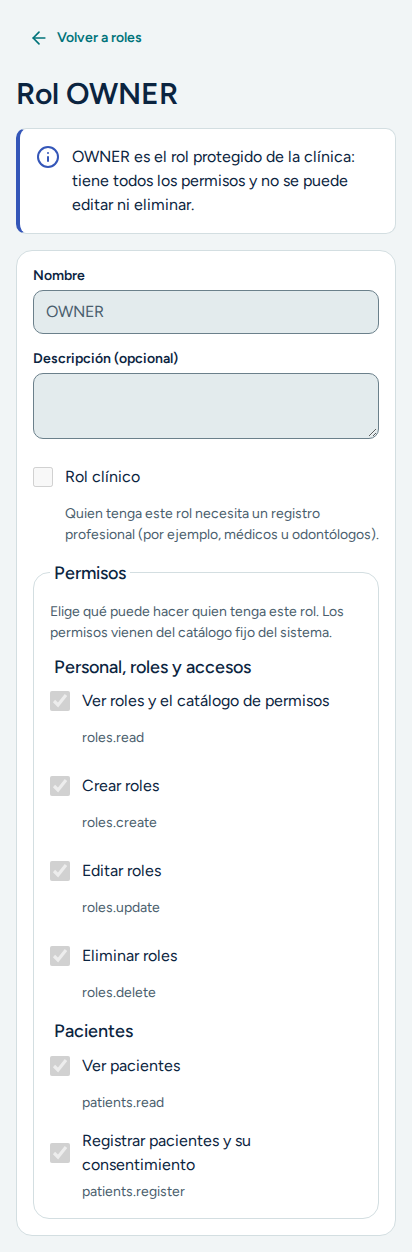 Volver a roles
Rol OWNER
OWNER es el rol protegido de la clínica:
tiene todos los permisos y no se puede
editar ni eliminar.
Nombre
OWNER
Descripción (opcional)
Rol clínico
Quien tenga este rol necesita un registro
profesional (por ejemplo, médicos u odontólogos).
Permisos
Elige qué puede hacer quien tenga este rol. Los
permisos vienen del catálogo fijo del sistema.
Personal, roles y accesos
Ver roles y el catálogo de permisos
roles.read
Crear roles
roles.create
Editar roles
roles.update
Eliminar roles
roles.delete
Pacientes
Ver pacientes
patients.read
Registrar pacientes y su
consentimiento
patients.register